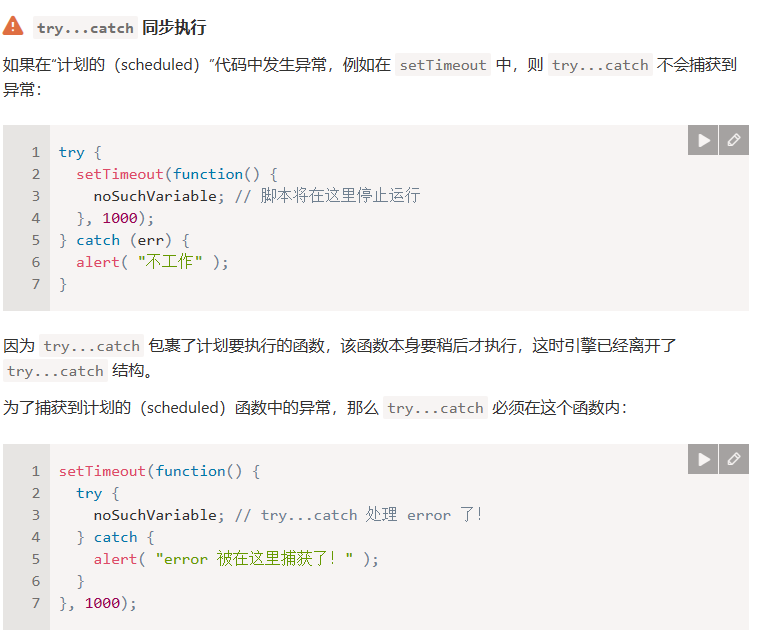 try...catch 同步执行
如果在“计划的（scheduled）”代码中发生异常，例如在 setTimeout 中，则 try...catch 不会捕获到
异常：
1 try {
2   setTimeout(function() {
3     noSuchVariable; // 脚本将在这里停止运行
4   }, 1000);
5 } catch (err) {
6   alert( "不工作" );
7 }
因为 try...catch 包裹了计划要执行的函数，该函数本身要稍后才执行，这时引擎已经离开了
try...catch 结构。
为了捕获到计划的（scheduled）函数中的异常，那么 try...catch 必须在这个函数内：
1 setTimeout(function() {
2   try {
3     noSuchVariable; // try...catch 处理 error 了！
4   } catch {
5     alert( "error 被在这里捕获了！" );
6   }
7 }, 1000);